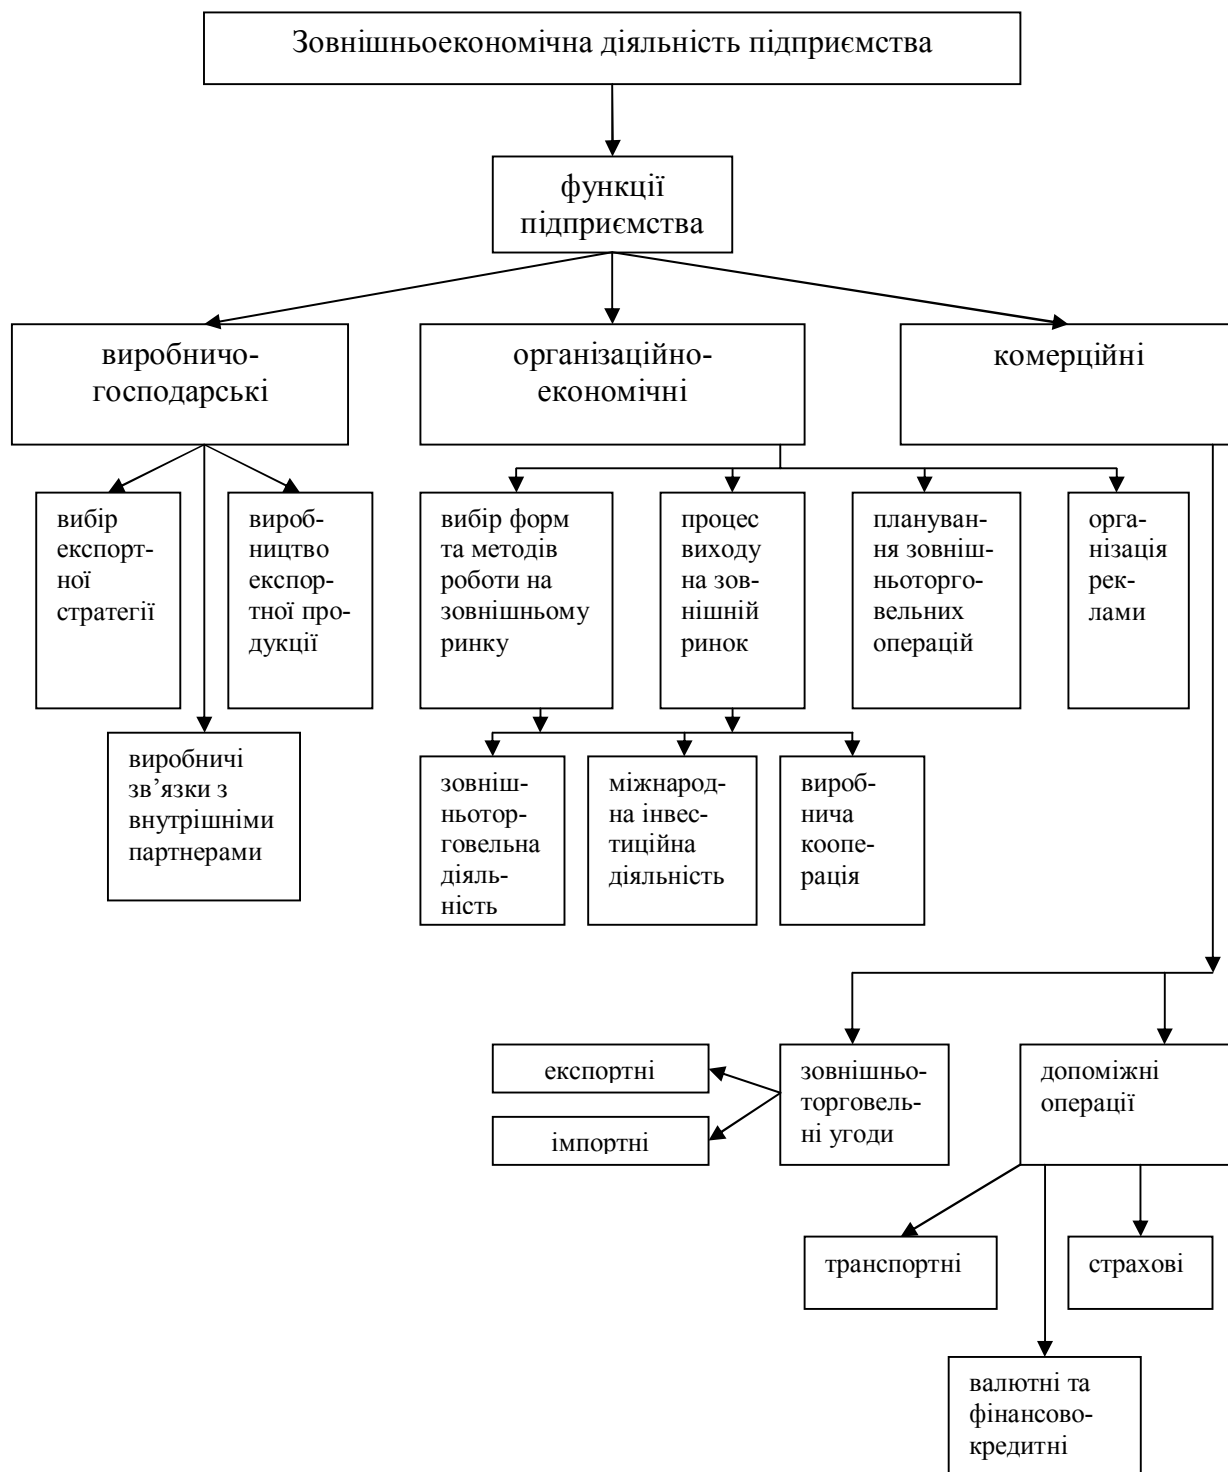 Зовнішньоекономічна діяльність підприємства
функції
підприємства
виробничо-
господарські
організаційно-
економічні
комерційні
вибір
експорт-
ної
стратегії
вироб-
ництво
експор-
тної про-
дукції
вибір форм
та методів
роботи на
зовнішньому
ринку
процес
виходу
на зов-
нішній
ринок
плануван-
ня зовніш-
ньоторго-
вельних
операцій
орга-
нізація
рек-
лами
виробничі
зв’язки з
внутрішніми
партнерами
зовніш-
ньотор-
говельна
діяль-
ність
міжнарод-
на інвес-
тиційна
діяльність
вироб-
нича
коопе-
рація
експортні
імпортні
зовнішньо-
торговель-
ні угоди
допоміжні
операції
транспортні
страхові
валютні та
фінансово-
кредитні